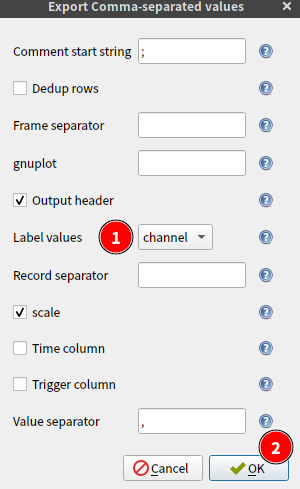 Export Comma-separated values
Comment start string ;
Dedup rows
Frame separator
gnuplot
Output header
Label values 1 channel
Record separator
scale
Time column
Trigger column
Value separator ,
2
Cancel OK